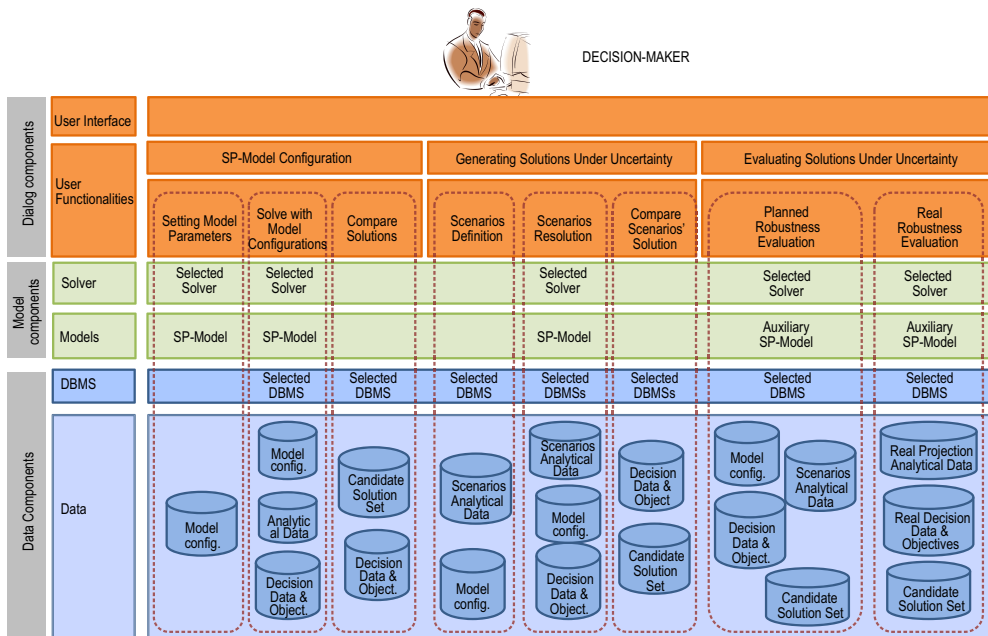 DECISION-MAKER
Dialog components
User Interface
User
Functionalities
SP-Model Configuration
Generating Solutions Under Uncertainty
Evaluating Solutions Under Uncertainty
Setting Model
Parameters
Solve with
Model
Configurations
Compare
Solutions
Scenarios
Definition
Scenarios
Resolution
Compare
Scenarios'
Solution
Planned
Robustness
Evaluation
Real
Robustness
Evaluation
Model
components
Solver
Selected
Solver
Selected
Solver
Selected
Solver
Selected
Solver
Selected
Solver
Models
SP-Model
SP-Model
SP-Model
Auxiliary
SP-Model
Auxiliary
SP-Model
Data Components
DBMS
Selected
DBMS
Selected
DBMS
Selected
DBMS
Selected
DBMSs
Selected
DBMSs
Selected
DBMS
Selected
DBMS
Data
Model
config.
Model
config.
Analytic
al Data
Decision
Data &
Object.
Candidate
Solution
Set
Decision
Data &
Object.
Scenarios
Analytical
Data
Model
config.
Scenarios
Analytical
Data
Model
config.
Decision
Data &
Object.
Decision
Data &
Object
Candidate
Solution
Set
Model
config.
Scenarios
Analytical
Data
Decision
Data &
Object.
Candidate
Solution Set
Real Projection
Analytical Data
Real Decision
Data &
Objectives
Candidate
Solution Set